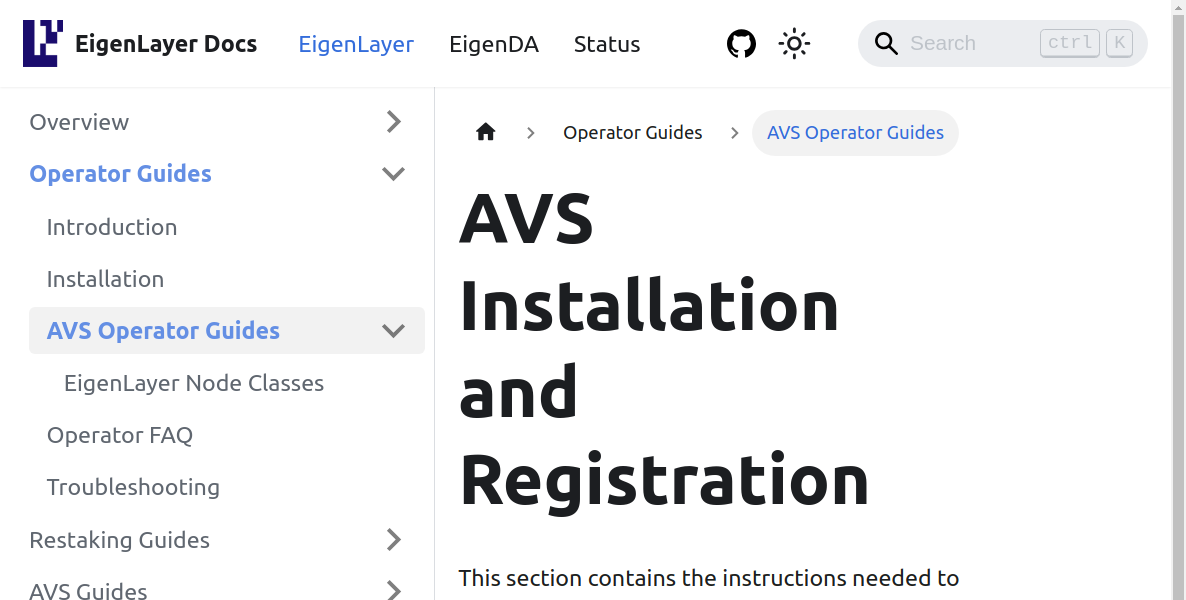 EigenLayer Docs EigenLayer EigenDA Status Search ctrl K
Overview
Operator Guides
Introduction
Installation
AVS Operator Guides
EigenLayer Node Classes
Operator FAQ
Troubleshooting
Restaking Guides
AVS Guides
Operator Guides AVS Operator Guides
AVS
Installation
and
Registration
This section contains the instructions needed to